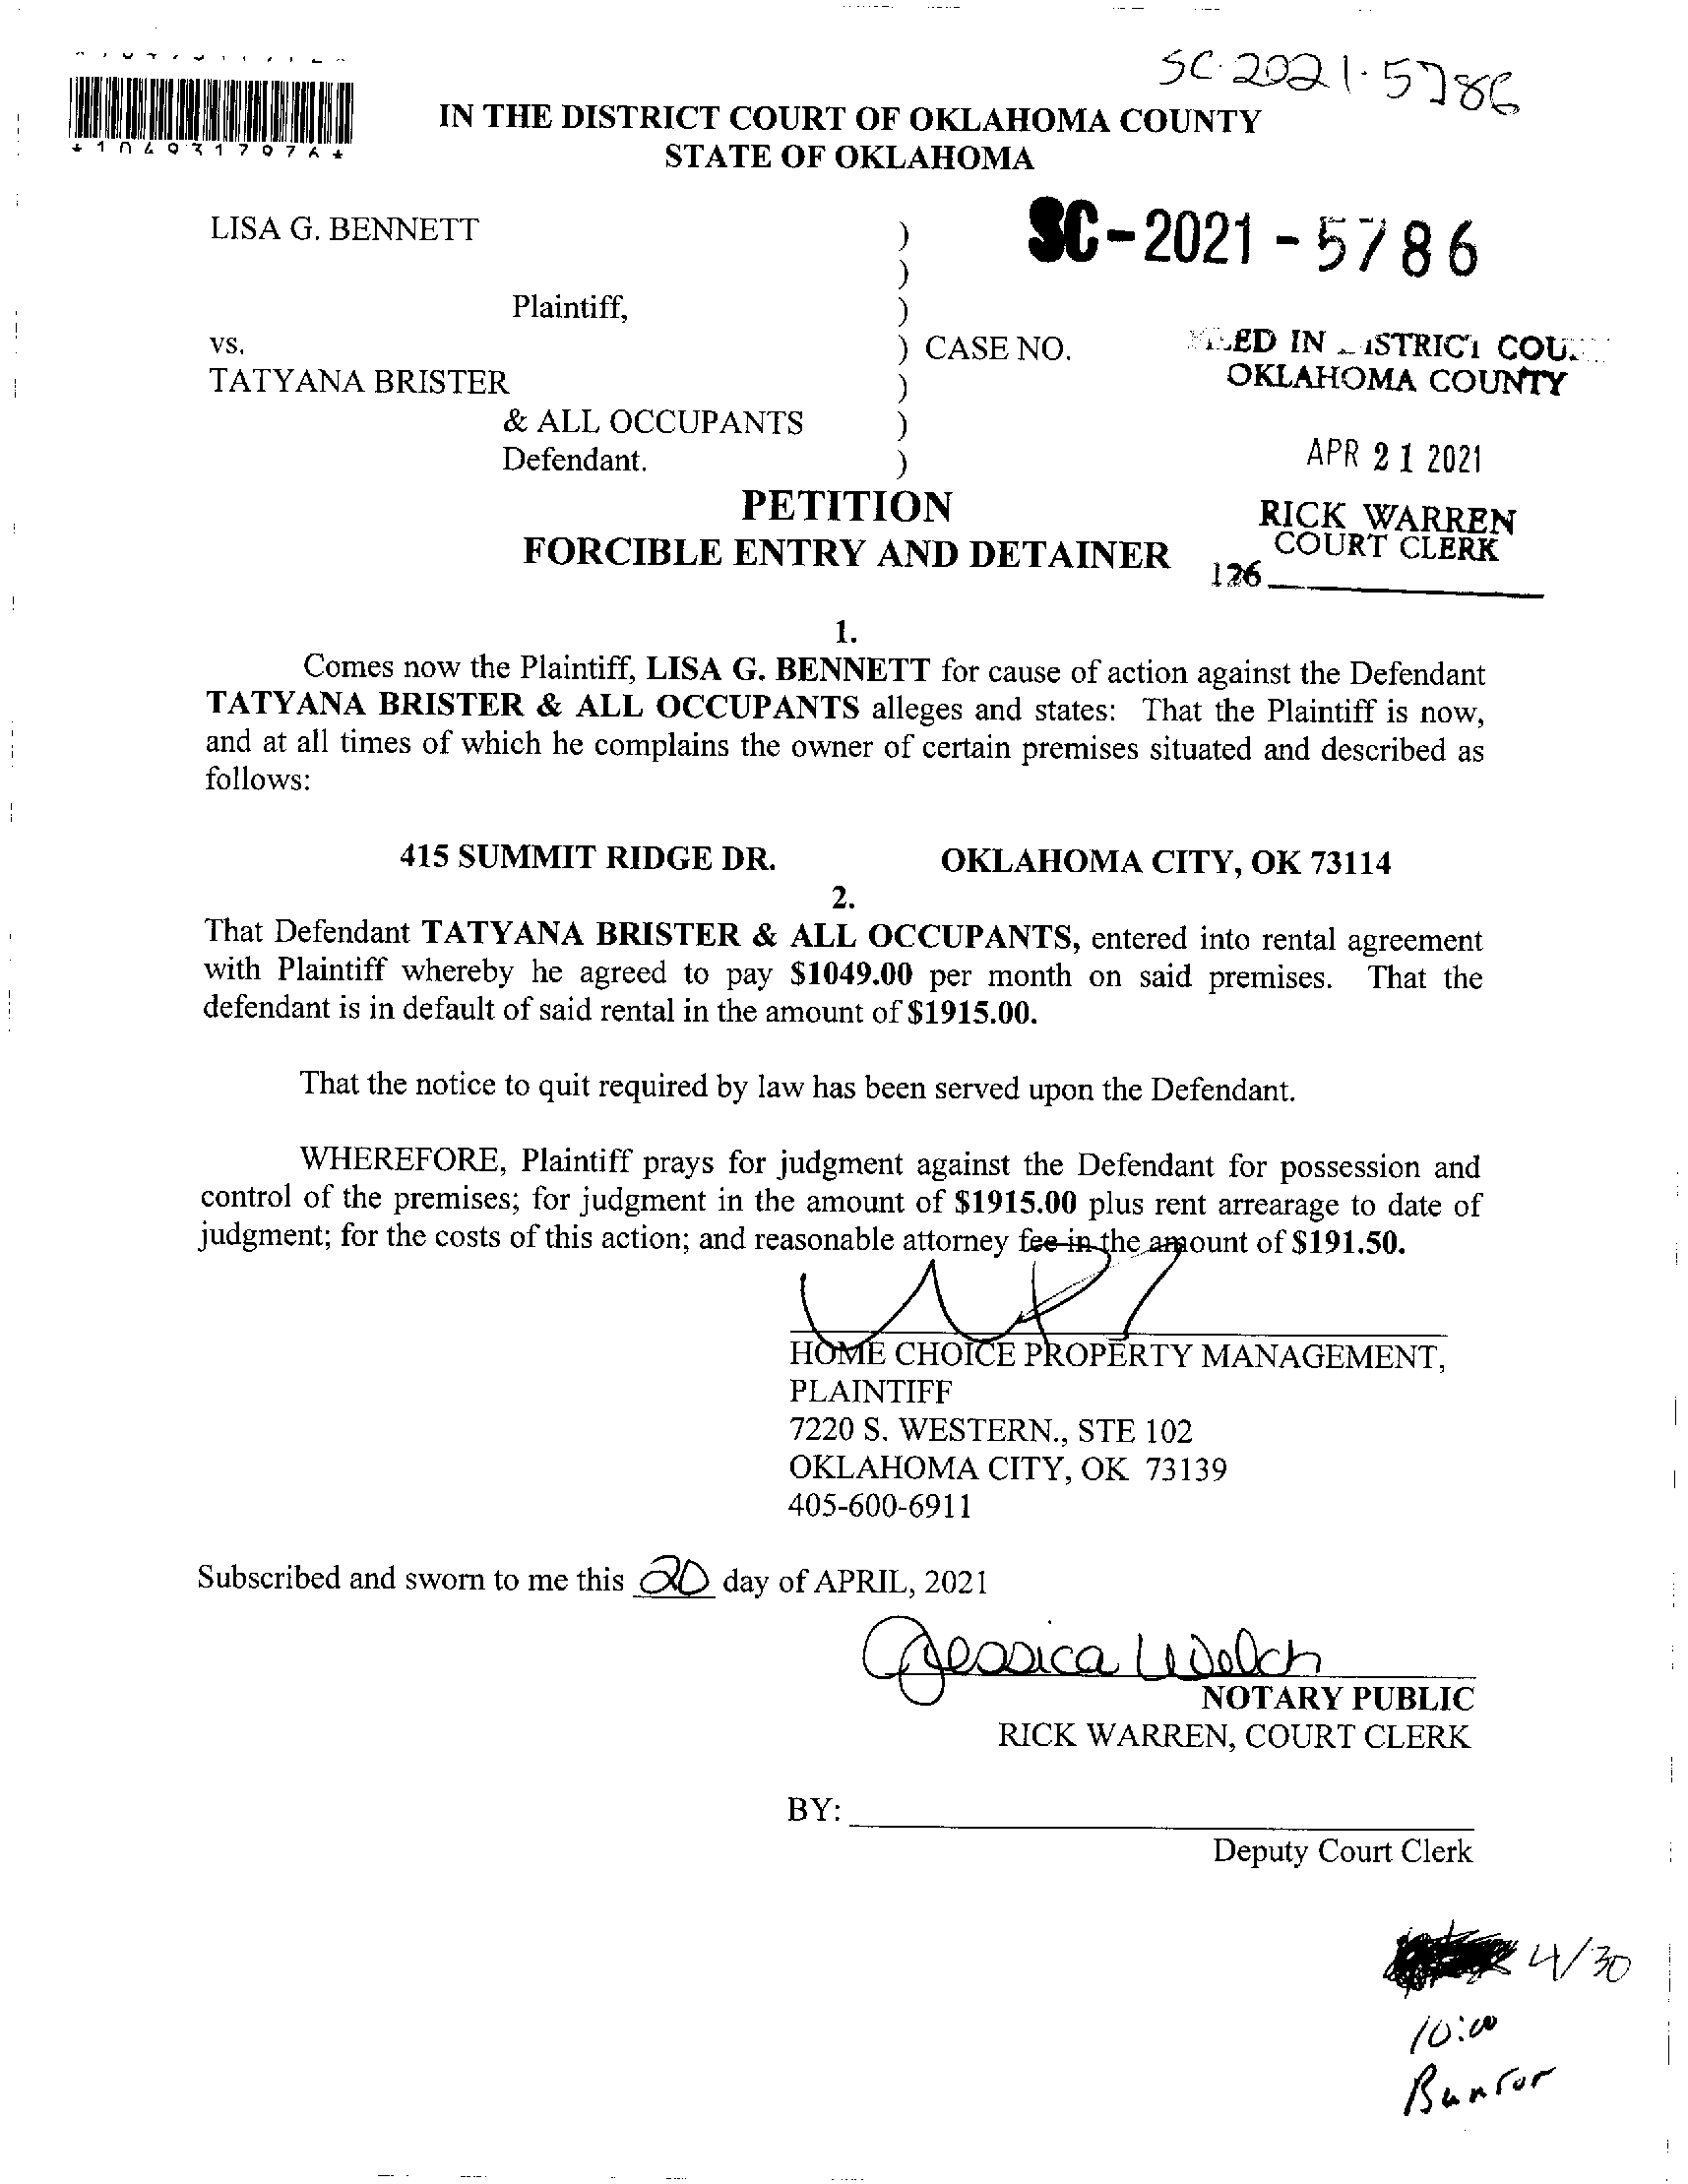 SC-2021-5786
IN THE DISTRICT COURT OF OKLAHOMA COUNTY
STATE OF OKLAHOMA
*1049317976*
LISA G. BENNETT )
SC-2021-5786
)
Plaintiff, )
vs. ) CASE NO.
IN COU
TATYANA BRISTER )
OKLAHOMA COUNTY
& ALL OCCUPANTS )
Defendant. )
APR 21 2021
PETITION
RICK WARREN
COURT CLERK
FORCIBLE ENTRY AND DETAINER
126
1.
Comes now the Plaintiff, LISA G. BENNETT for cause of action against the Defendant
TATYANA BRISTER & ALL OCCUPANTS alleges and states: That the Plaintiff is now,
and at all times of which he complains the owner of certain premises situated and described as
follows:
415 SUMMIT RIDGE DR. OKLAHOMA CITY, OK 73114
2.
That Defendant TATYANA BRISTER & ALL OCCUPANTS, entered into rental agreement
with Plaintiff whereby he agreed to pay $1049.00 per month on said premises. That the
defendant is in default of said rental in the amount of $1915.00.
That the notice to quit required by law has been served upon the Defendant.
WHEREFORE, Plaintiff prays for judgment against the Defendant for possession and
control of the premises; for judgment in the amount of $1915.00 plus rent arrearage to date of
judgment; for the costs of this action; and reasonable attorney fee in the amount of $191.50.
HOME CHOICE PROPERTY MANAGEMENT,
PLAINTIFF
7220 S. WESTERN., STE 102
OKLAHOMA CITY, OK 73139
405-600-6911
Subscribed and sworn to me this 20 day of APRIL, 2021
Jessica Welch
NOTARY PUBLIC
RICK WARREN, COURT CLERK
BY:
Deputy Court Clerk
4/30
10:00